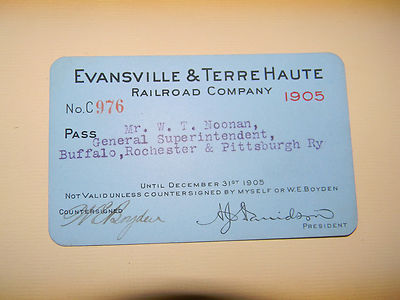 EVANSVILLE & TERRE HAUTE
RAILROAD COMPANY 1905
No. C 976
PASS Mr. W. T. Noonan,
General Superintendent,
Buffalo,Rochester & Pittsburgh Ry
UNTIL DECEMBER 31ST 1905
NOT VALID UNLESS COUNTERSIGNED BY MYSELF OR W.E. BOYDEN
COUNTERSIGNED
W E Boyden
PRESIDENT